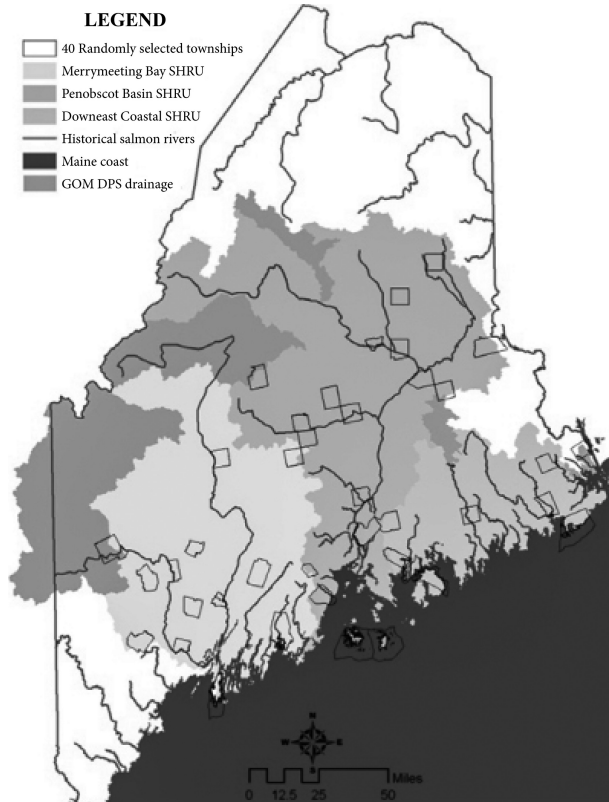 LEGEND
40 Randomly selected townships
Merrymeeting Bay SHRU
Penobscot Basin SHRU
Downeast Coastal SHRU
Historical salmon rivers
Maine coast
GOM DPS drainage
N
W E
S
Miles
0 12.5 25 50